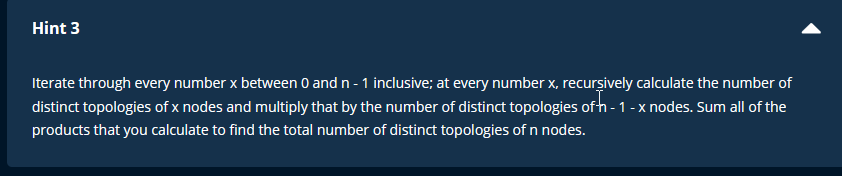 Hint 3
Iterate through every number x between 0 and n - 1 inclusive; at every number x, recursively calculate the number of
distinct topologies of x nodes and multiply that by the number of distinct topologies of n - 1 - x nodes. Sum all of the
products that you calculate to find the total number of distinct topologies of n nodes.